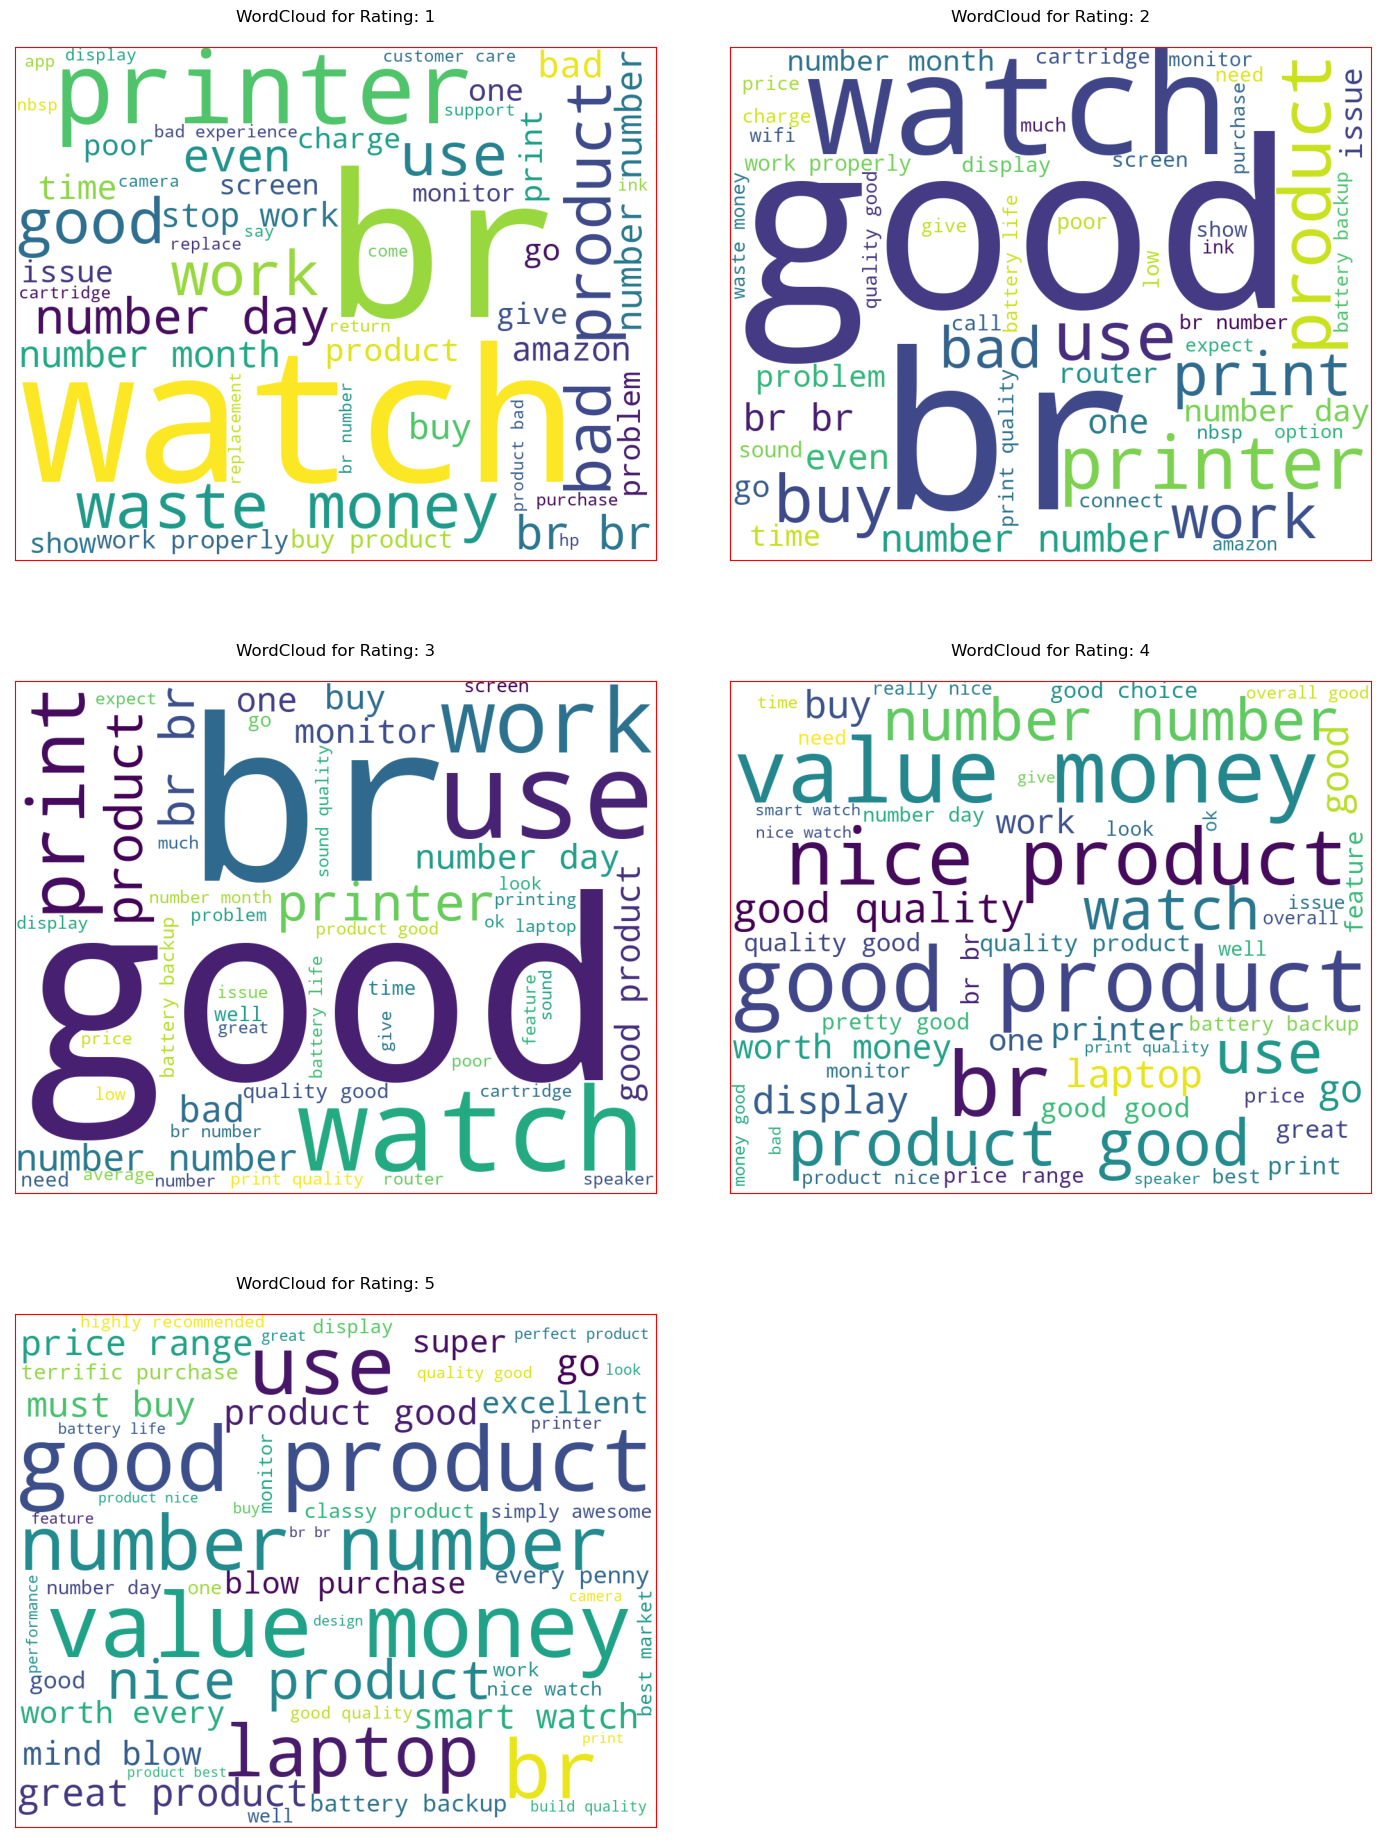 WordCloud for Rating: 1
app
display
customer care
printer
bad
one
nbsp
support
number number
product
poor
bad experience
charge
even
use
print
time
camera
screen
monitor
ink
good
stop work
br
say
replace
come
go
issue
work
cartridge
number day
return
give
number month
product
amazon
watch
replacement
br number
buy
bad product
problem
product bad
waste money
purchase
show
work properly
buy product
br br
hp
WordCloud for Rating: 2
number month
cartridge
monitor
need
price
watch
charge
wifi
much
purchase
product
issue
work properly
display
screen
waste money
good
quality good
give
battery life
poor
low
show
ink
battery backup
call
bad
use
br number
expect
problem
br
router
print
br br
print quality
one
number day
nbsp
option
sound
even
printer
go
buy
connect
work
time
number number
amazon
WordCloud for Rating: 3
print
expect
product
br br
one
buy
screen
go
monitor
work
br
use
much
sound quality
number day
number month
printer
look
printing
display
problem
product good
ok
laptop
good product
good
battery backup
issue
well
great
battery life
time
give
feature
sound
price
poor
low
quality good
cartridge
bad
br number
watch
number number
need
average
number
print quality
router
speaker
WordCloud for Rating: 4
time
buy
really nice
good choice
overall good
need
number number
good
value money
give
smart watch
nice watch
number day
work
look
ok
nice product
feature
good quality
watch
issue
overall
quality good
br br
quality product
well
good product
pretty good
one
printer
battery backup
worth money
print quality
use
monitor
br
laptop
money good
display
good good
price
go
bad
product good
great
product nice
price range
speaker
best
print
WordCloud for Rating: 5
highly recommended
price range
great
display
super
perfect product
use
terrific purchase
quality good
go
look
must buy
product good
excellent
battery life
printer
good product
monitor
product nice
buy
classy product
simply awesome
feature
number number
br br
performance
number day
one
blow purchase
every penny
value money
design
camera
best market
good
nice product
work
nice watch
worth every
good quality
smart watch
mind blow
laptop
br
print
product best
great product
battery backup
build quality
well